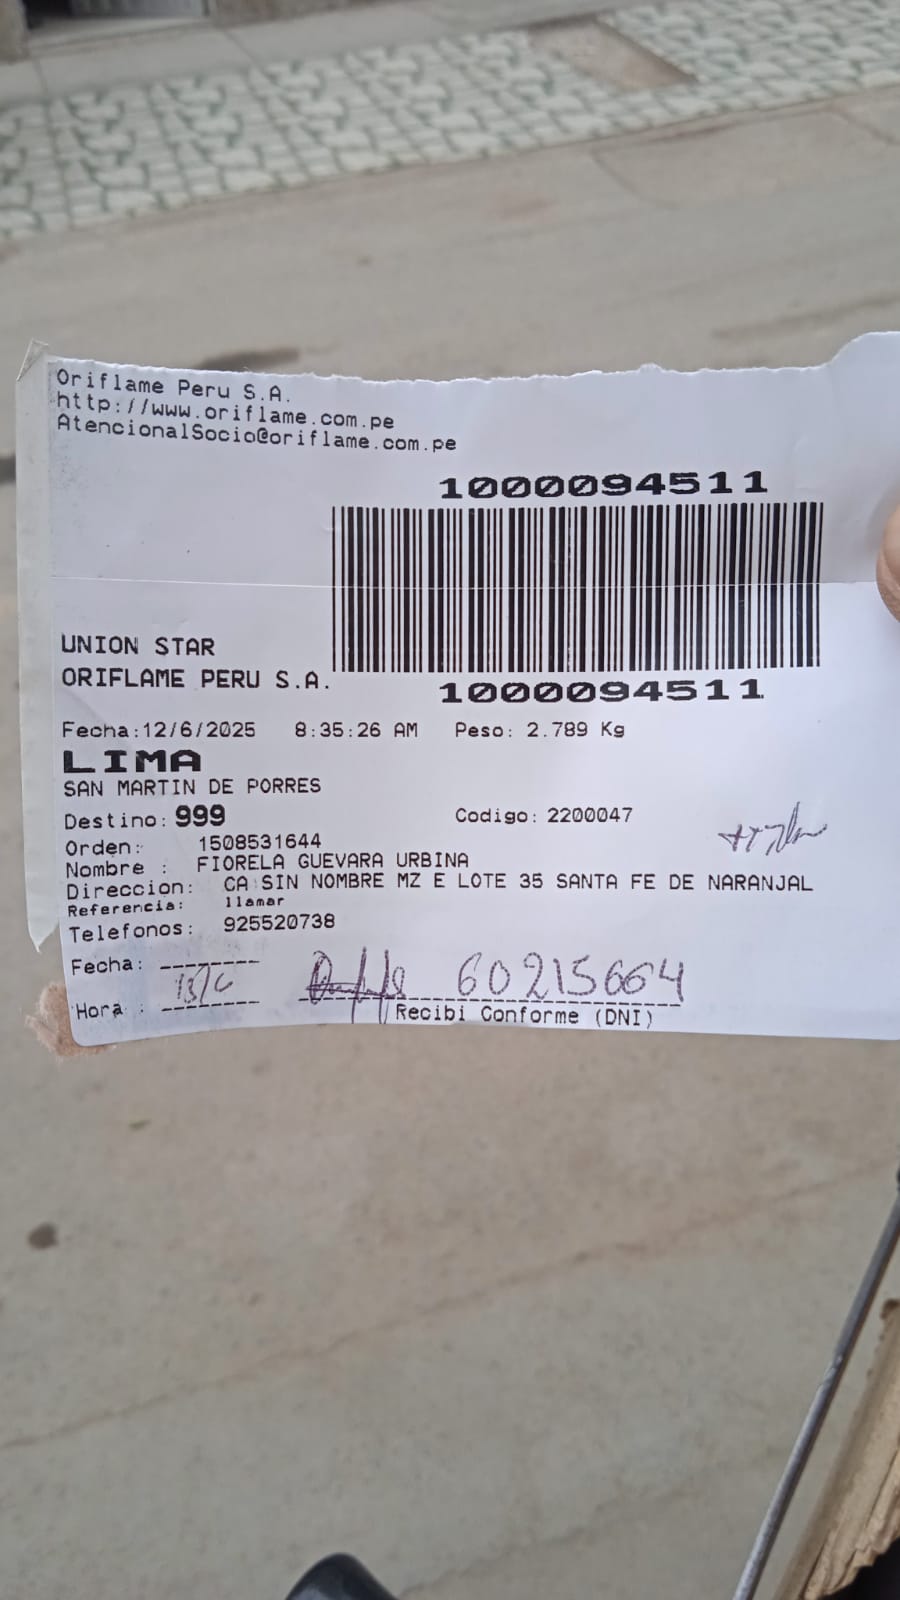 Oriflame Peru S.A.
http://www.oriflame.com.pe
AtencionalSocio@oriflame.com.pe
1000094511
UNION STAR
ORIFLAME PERU S.A.
1000094511
Fecha:12/6/2025 8:35:26 AM Peso: 2.789 Kg
LIMA
SAN MARTIN DE PORRES
Destino: 999 Codigo: 2200047
Orden: 1508531644
Nombre : FIORELA GUEVARA URBINA
Direccion: CA SIN NOMBRE MZ E LOTE 35 SANTA FE DE NARANJAL
Referencia: llamar
Telefonos: 925520738
Fecha:
60215664
Hora :
Recibi Conforme (DNI)